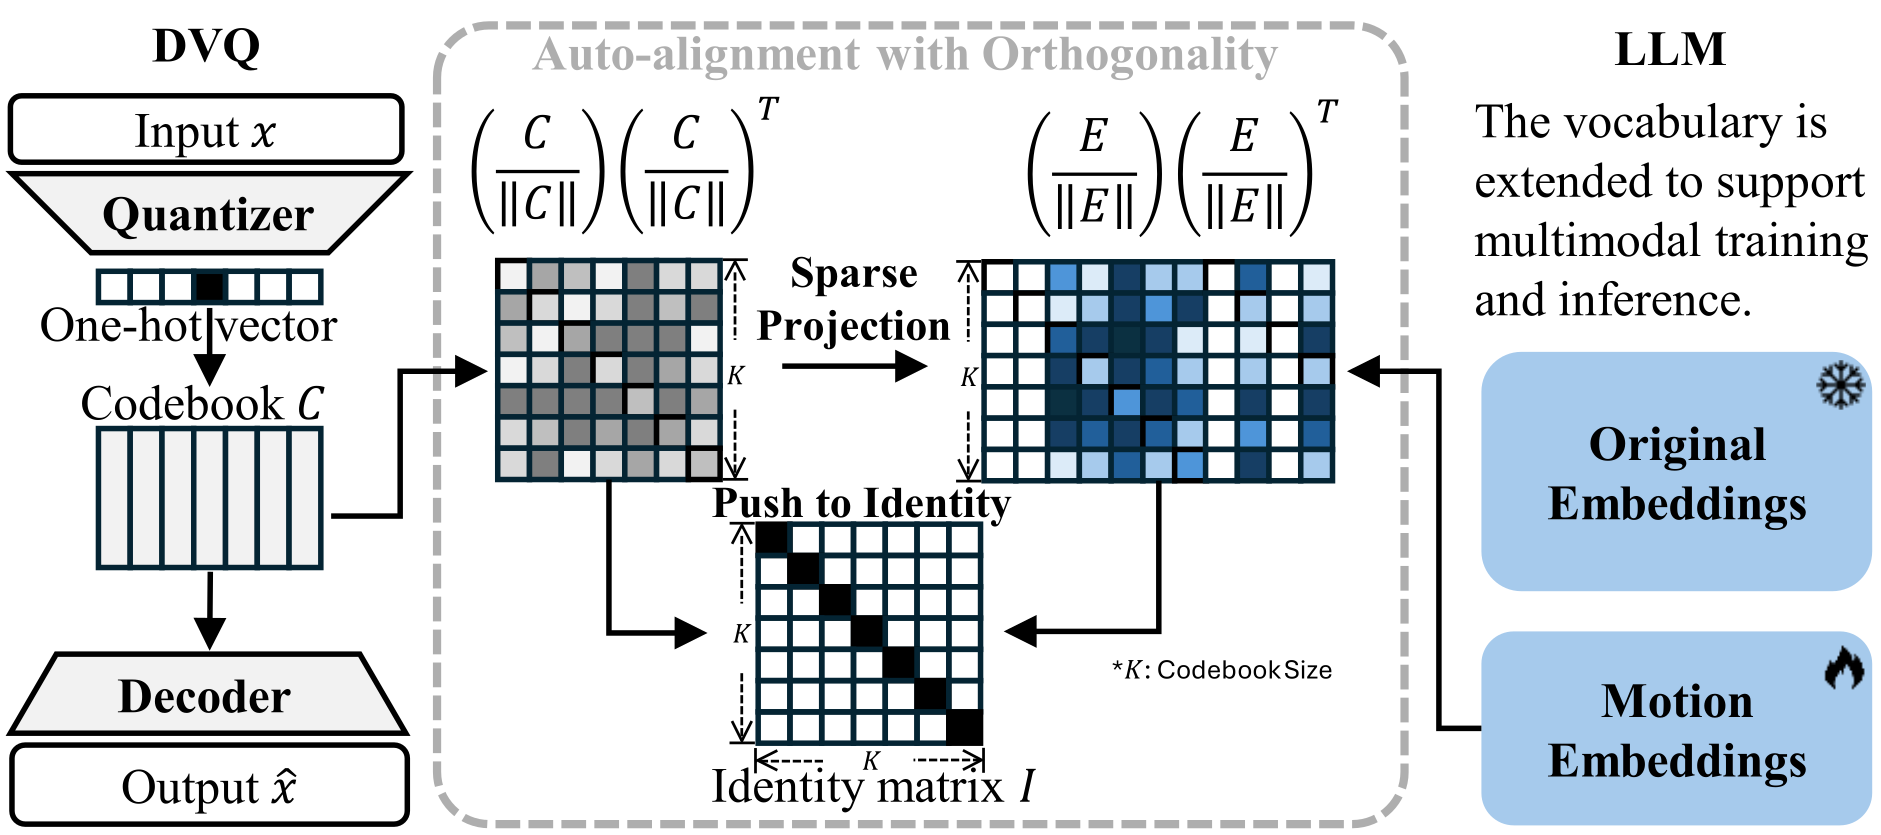 DVQ
Input x
Quantizer
One-hot vector
Codebook C
Decoder
Output x̂
Auto-alignment with Orthogonality
(C/‖C‖)(C/‖C‖)ᵀ
(E/‖E‖)(E/‖E‖)ᵀ
K
Sparse
Projection
K
Push to Identity
K
K
Identity matrix I
*K: Codebook Size
LLM
The vocabulary is
extended to support
multimodal training
and inference.
Original
Embeddings
Motion
Embeddings